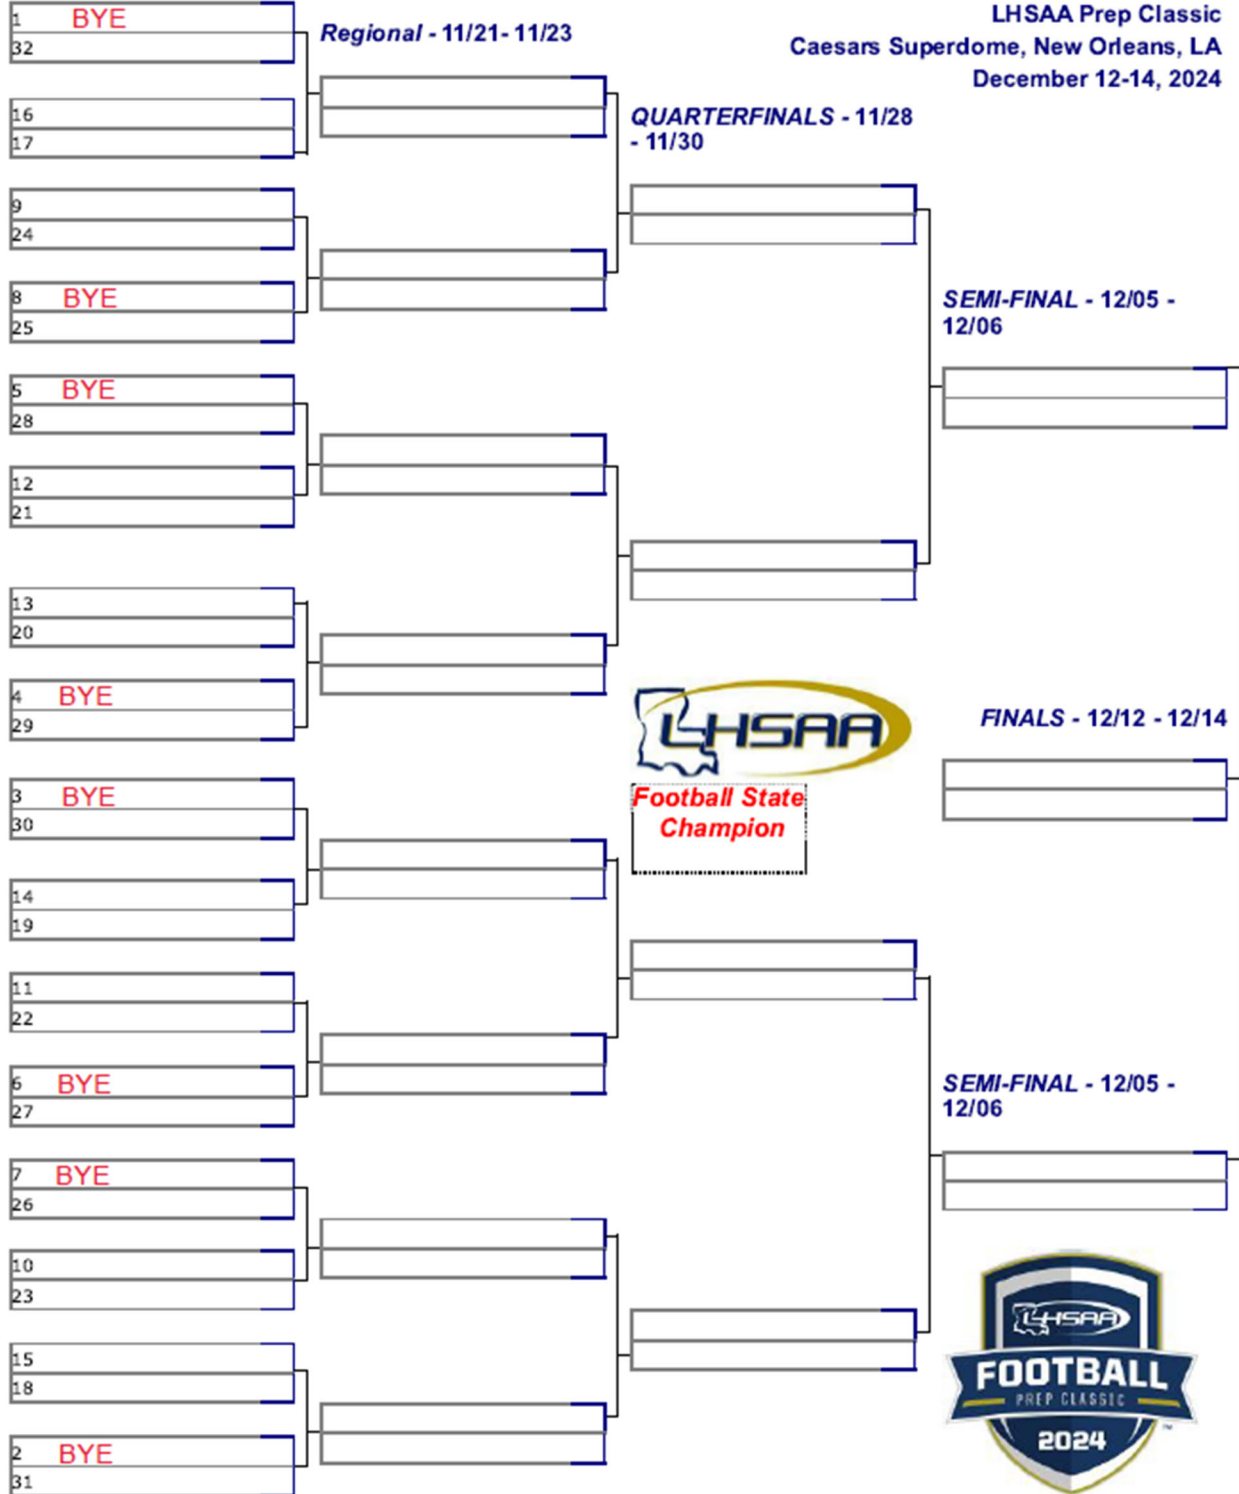 LHSAA Prep Classic
Caesars Superdome, New Orleans, LA
December 12-14, 2024
1 BYE
32
16
17
9
24
8 BYE
25
5 BYE
28
12
21
13
20
4 BYE
29
3 BYE
30
14
19
11
22
6 BYE
27
7 BYE
26
10
23
15
18
2 BYE
31
Regional - 11/21- 11/23
QUARTERFINALS - 11/28
- 11/30
SEMI-FINAL - 12/05 -
12/06
LHSAA
Football State
Champion
FINALS - 12/12 - 12/14
SEMI-FINAL - 12/05 -
12/06
LHSAA
FOOTBALL
PREP CLASSIC
TM
2024